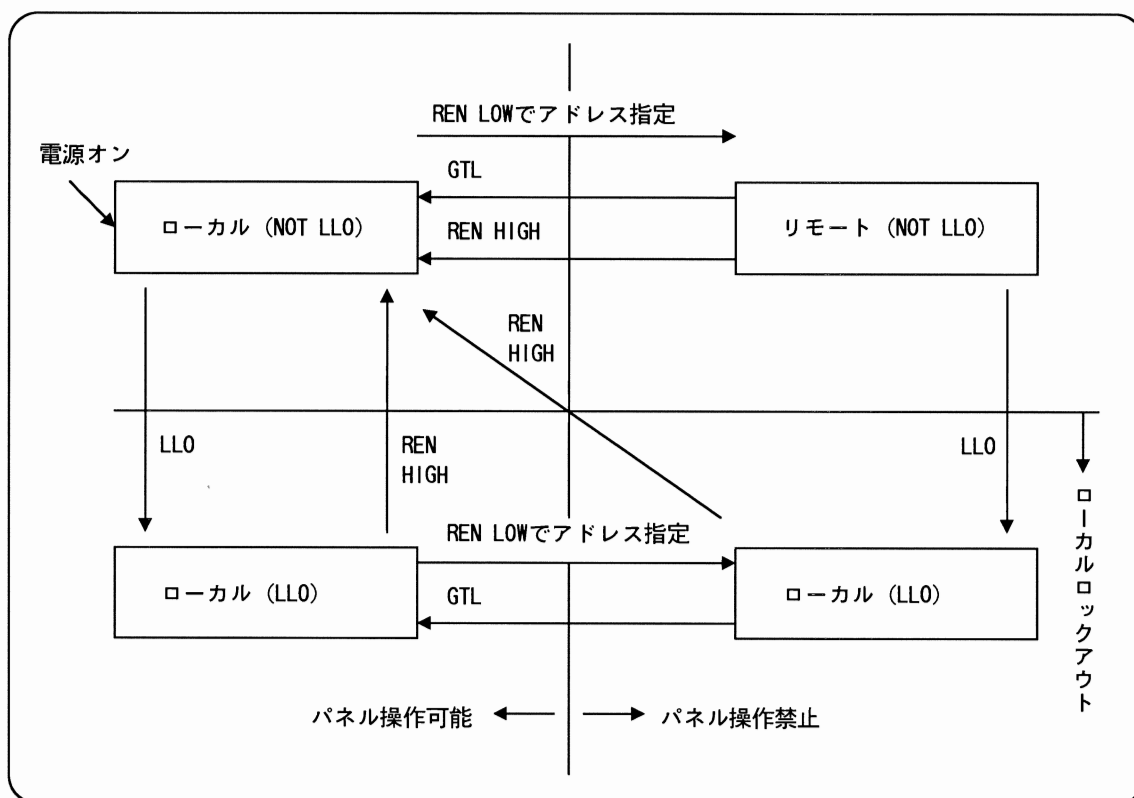 REN LOWでアドレス指定
電源オン
GTL
ローカル (NOT LLO)
REN HIGH
リモート (NOT LLO)
REN
HIGH
LLO
REN
HIGH
LLO
ローカルロックアウト
REN LOWでアドレス指定
ローカル (LLO)
GTL
ローカル (LLO)
パネル操作可能
パネル操作禁止